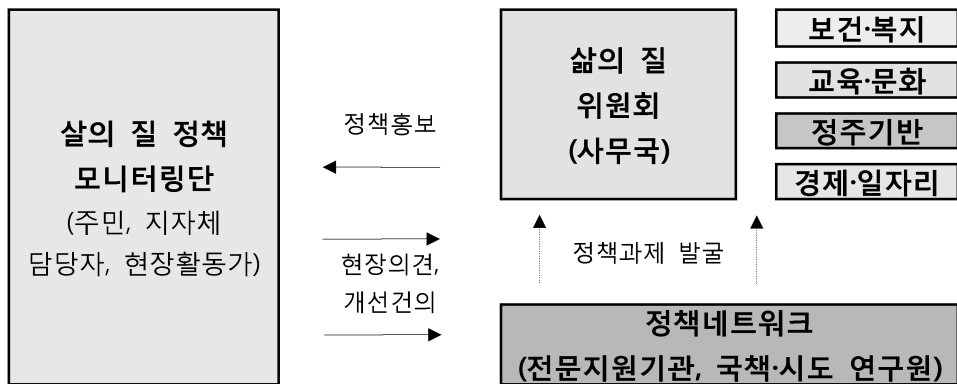 살의 질 정책
모니터링단
(주민, 지자체
담당자, 현장활동가)
정책홍보
현장의견,
개선건의
삶의 질
위원회
(사무국)
보건·복지
교육·문화
정주기반
경제·일자리
정책과제 발굴
정책네트워크
(전문지원기관, 국책·시도 연구원)